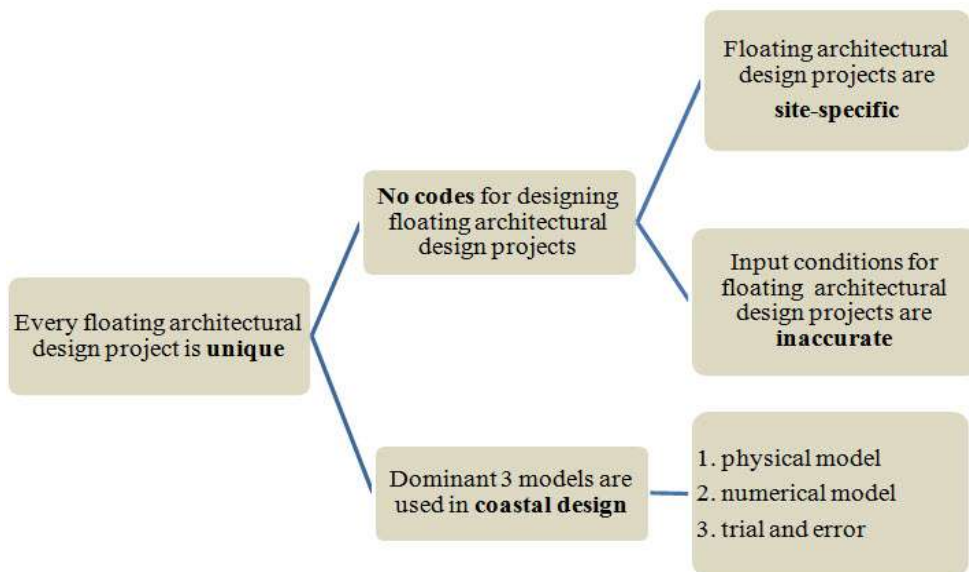 Every floating architectural
design project is unique
No codes for designing
floating architectural
design projects
Floating architectural
design projects are
site-specific
Input conditions for
floating architectural
design projects are
inaccurate
Dominant 3 models are
used in coastal design
1. physical model
2. numerical model
3. trial and error